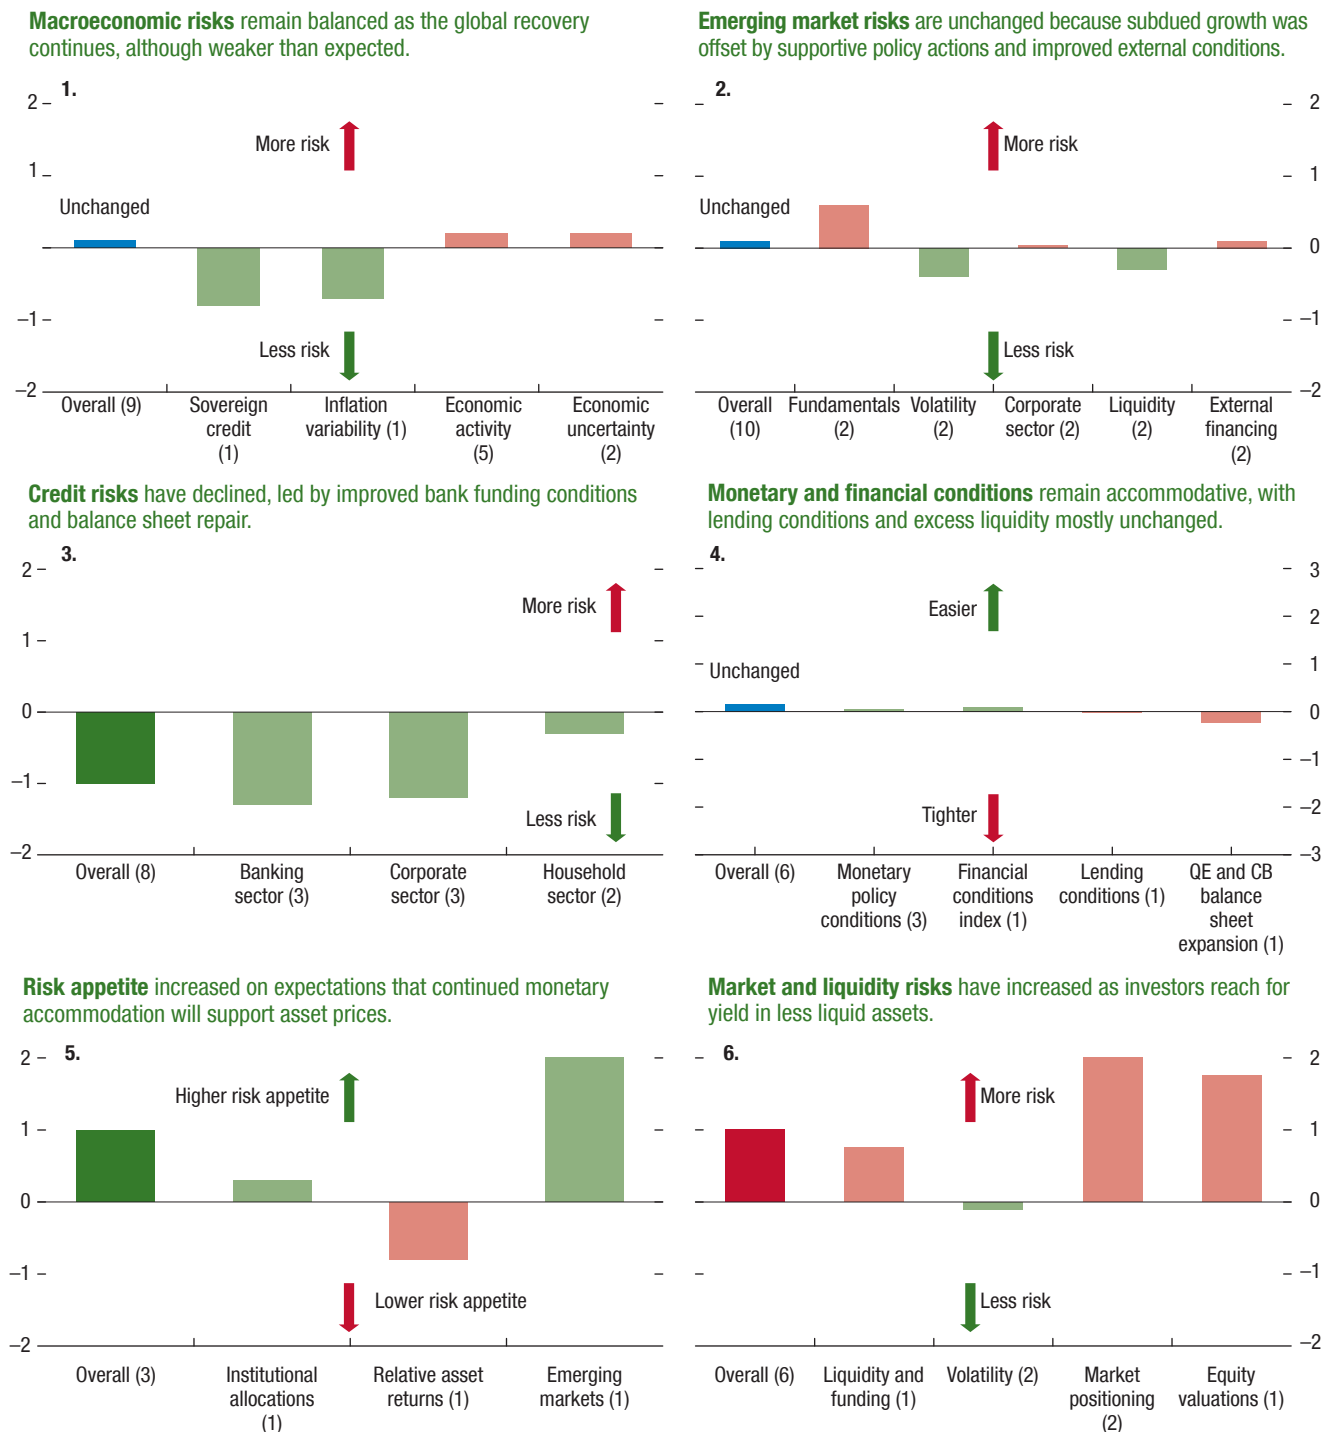 Macroeconomic risks remain balanced as the global recovery
continues, although weaker than expected.
1.
2
1
−1
−2
More risk
Unchanged
Less risk
Overall (9)
Sovereign
credit
(1)
Inflation
variability (1)
Economic
activity
(5)
Economic
uncertainty
(2)
Emerging market risks are unchanged because subdued growth was
offset by supportive policy actions and improved external conditions.
2.
2
1
0
−1
−2
More risk
Unchanged
Less risk
Overall
(10)
Fundamentals
(2)
Volatility
(2)
Corporate
sector (2)
Liquidity
(2)
External
financing
(2)
Credit risks have declined, led by improved bank funding conditions
and balance sheet repair.
3.
2
1
0
−1
−2
More risk
Less risk
Overall (8)
Banking
sector (3)
Corporate
sector (3)
Household
sector (2)
Monetary and financial conditions remain accommodative, with
lending conditions and excess liquidity mostly unchanged.
4.
3
2
1
0
−1
−2
−3
Easier
Unchanged
Tighter
Overall (6)
Monetary
policy
conditions (3)
Financial
conditions
index (1)
Lending
conditions (1)
QE and CB
balance
sheet
expansion (1)
Risk appetite increased on expectations that continued monetary
accommodation will support asset prices.
5.
2
1
0
−1
−2
Higher risk appetite
Lower risk appetite
Overall (3)
Institutional
allocations
(1)
Relative asset
returns (1)
Emerging
markets (1)
Market and liquidity risks have increased as investors reach for
yield in less liquid assets.
6.
2
1
0
−1
−2
More risk
Less risk
Overall (6)
Liquidity and
funding (1)
Volatility (2)
Market
positioning
(2)
Equity
valuations (1)